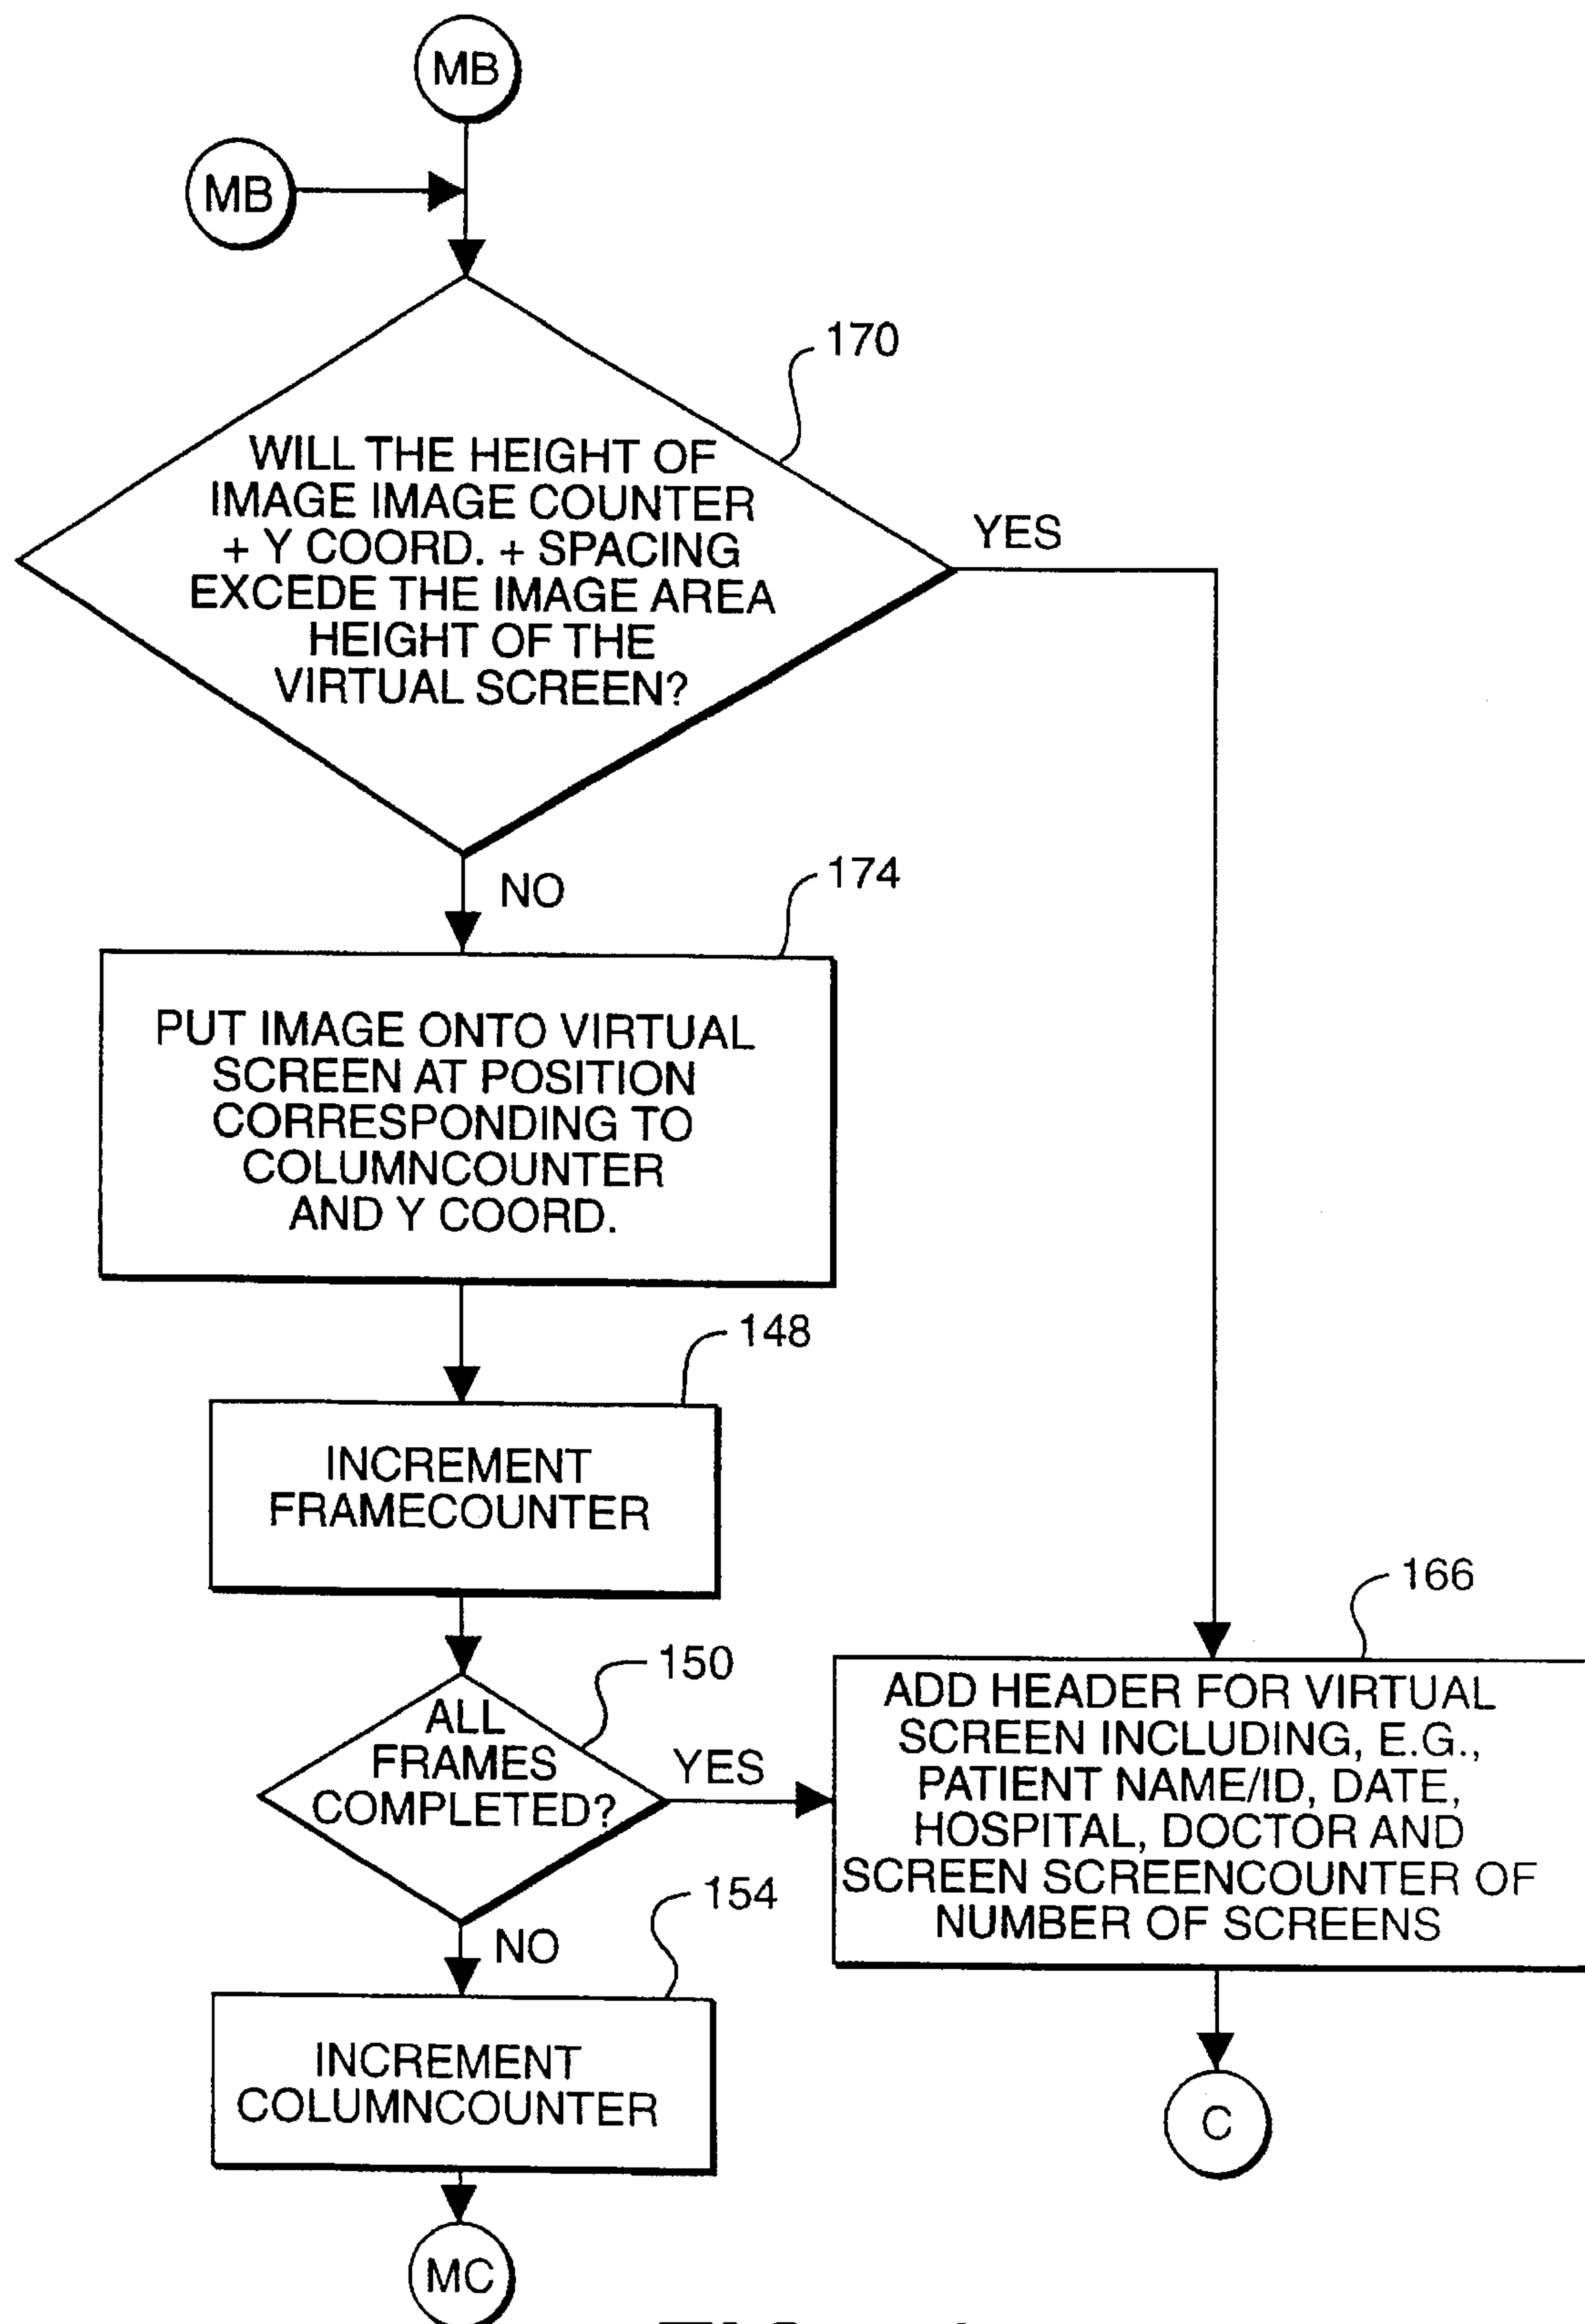 MB
MB
170
WILL THE HEIGHT OF
IMAGE IMAGE COUNTER
+ Y COORD. + SPACING
EXCEDE THE IMAGE AREA
HEIGHT OF THE
VIRTUAL SCREEN?
YES
NO
174
PUT IMAGE ONTO VIRTUAL
SCREEN AT POSITION
CORRESPONDING TO
COLUMNCOUNTER
AND Y COORD.
148
INCREMENT
FRAMECOUNTER
150
ALL
FRAMES
COMPLETED?
YES
166
ADD HEADER FOR VIRTUAL
SCREEN INCLUDING, E.G.,
PATIENT NAME/ID, DATE,
HOSPITAL, DOCTOR AND
SCREEN SCREENCOUNTER OF
NUMBER OF SCREENS
NO
154
INCREMENT
COLUMNCOUNTER
C
MC